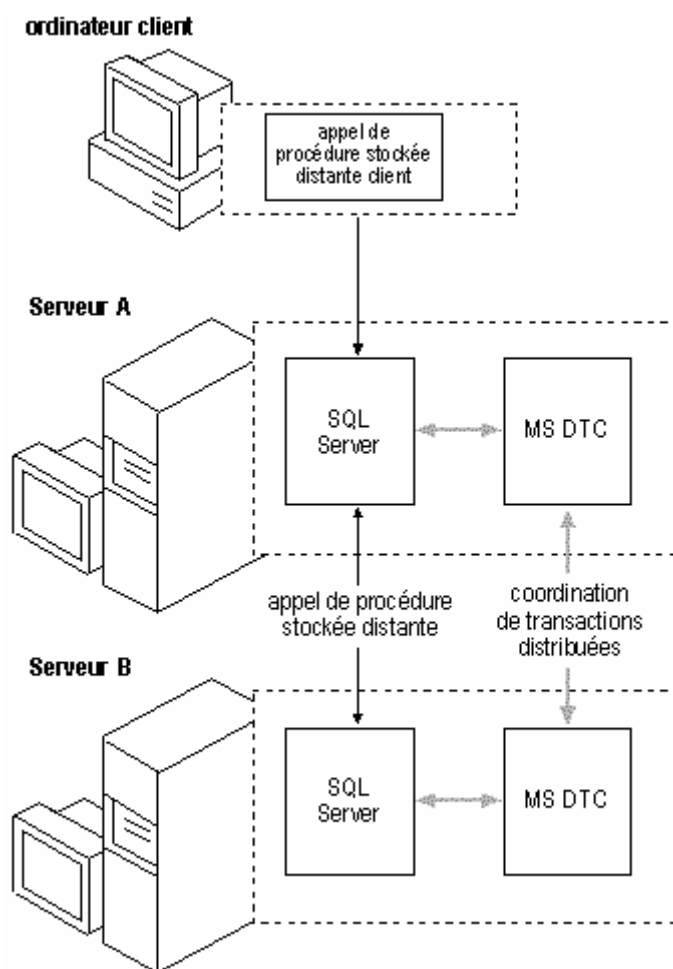 ordinateur client
appel de
procédure stockée
distante client
Serveur A
SQL
Server
MS DTC
appel de procédure
stockée distante
coordination
de transactions
distribuées
Serveur B
SQL
Server
MS DTC